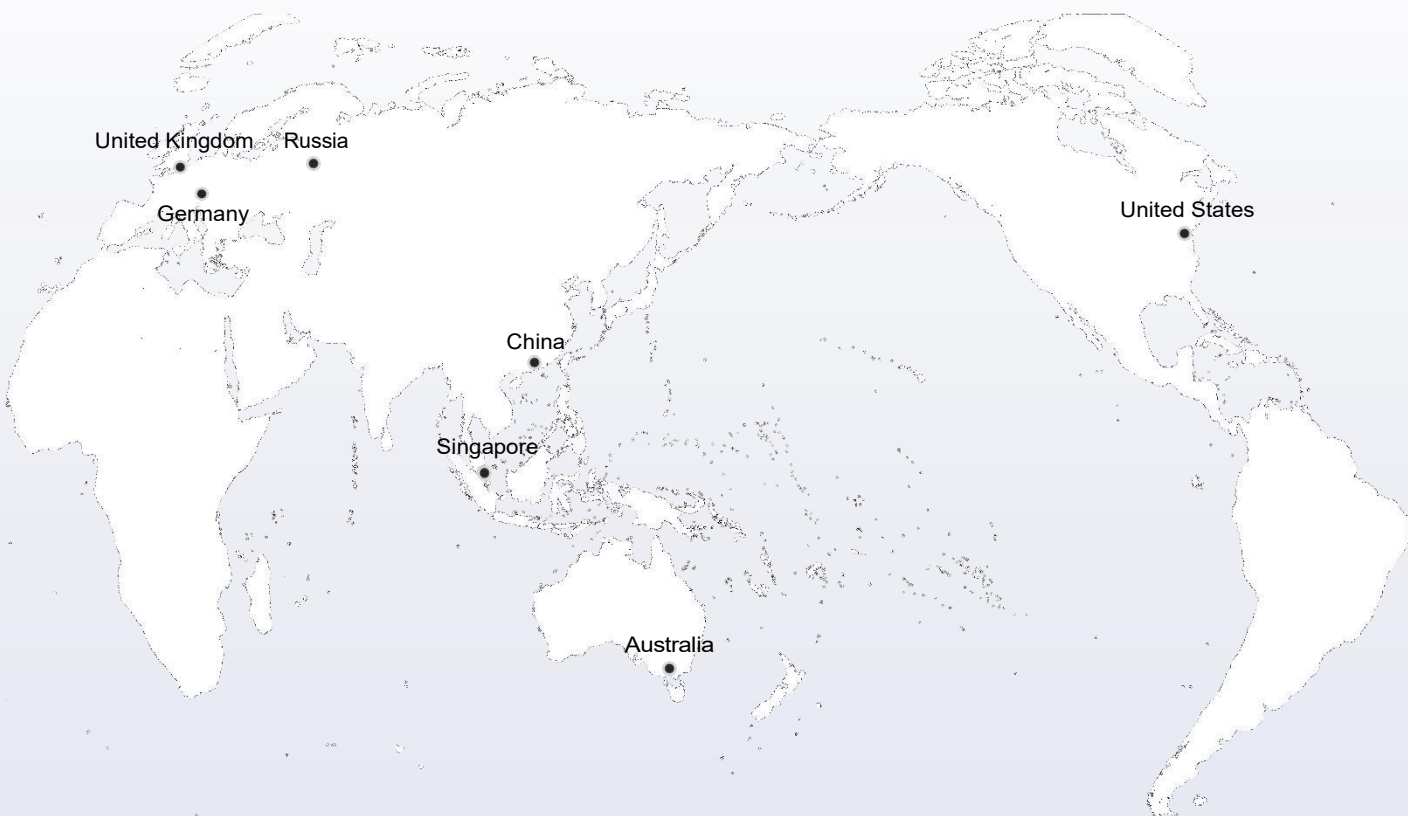 United Kingdom
Russia
Germany
United States
China
Singapore
Australia